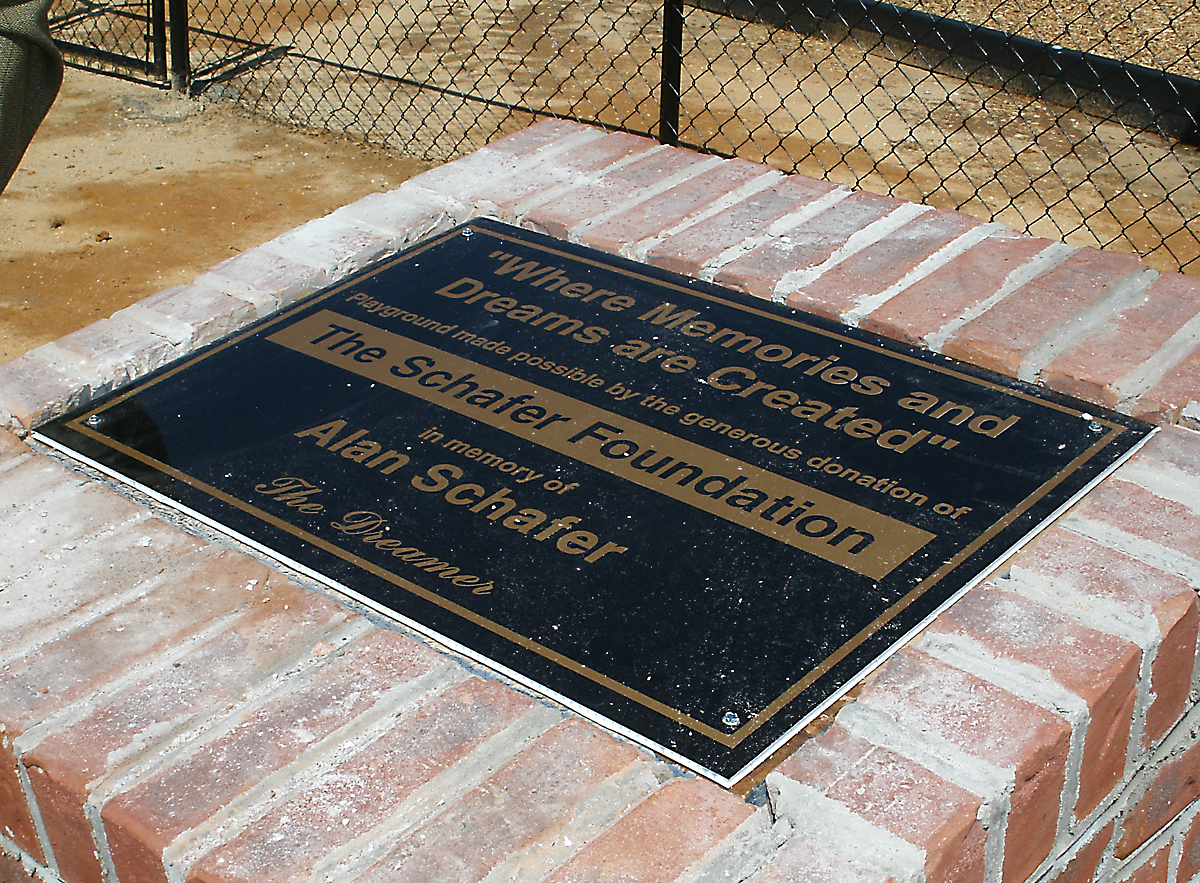 "Where Memories and
Dreams are Created"
Playground made possible by the generous donation of
The Schafer Foundation
in memory of
Alan Schafer
The Dreamer